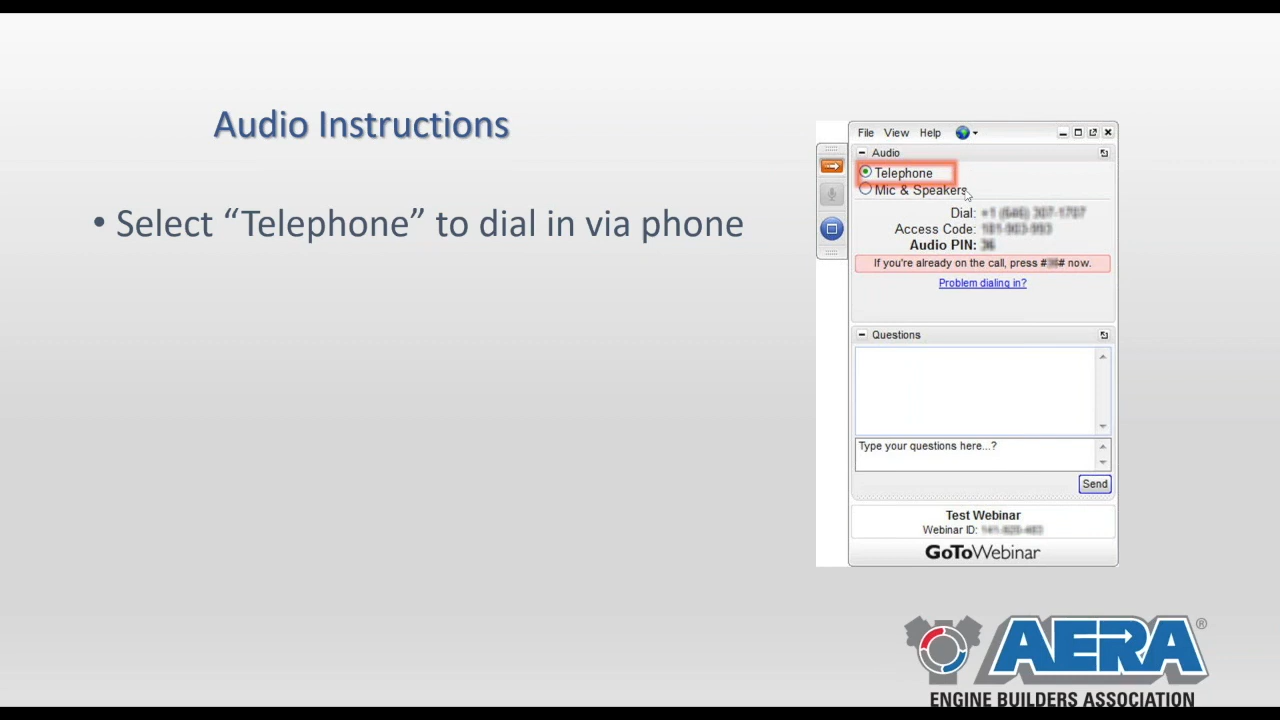 Audio Instructions
• Select “Telephone” to dial in via phone
File View Help
Audio
Telephone
Mic & Speakers
Dial:
Access Code:
Audio PIN:
If you're already on the call, press # # now.
Problem dialing in?
Questions
Type your questions here...?
Send
Test Webinar
Webinar ID:
GoToWebinar
AERA®
ENGINE BUILDERS ASSOCIATION